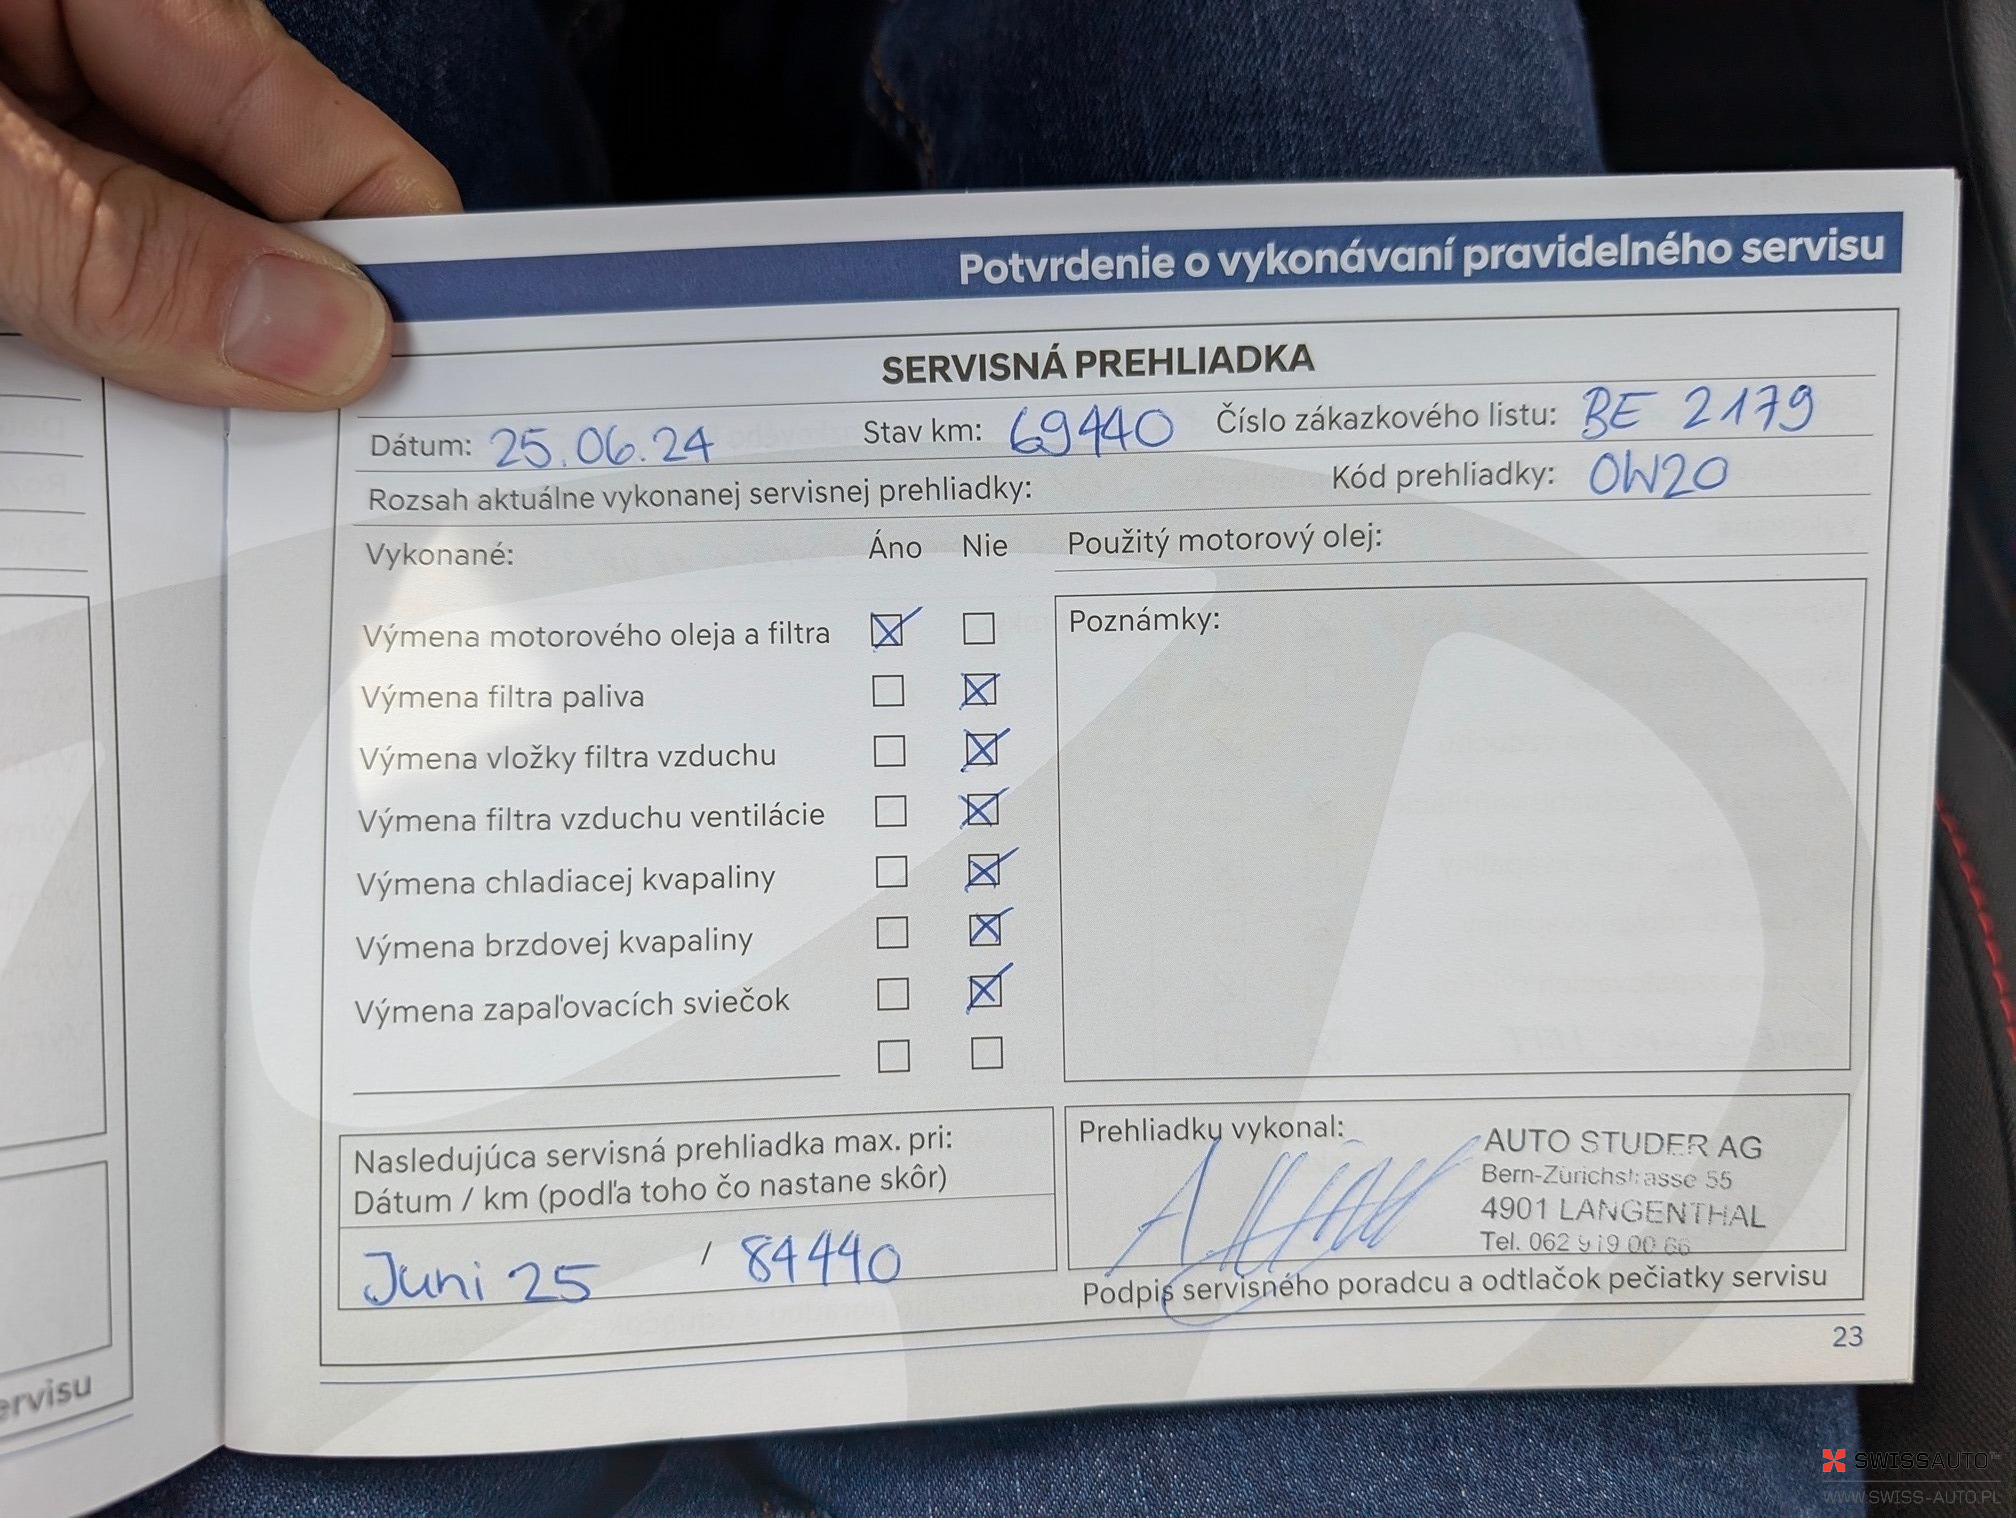 Potvrdenie o vykonávaní pravidelného servisu
SERVISNÁ PREHLIADKA
Dátum: 25.06.24 Stav km: 69440 Číslo zákazkového listu: BE 2179
Rozsah aktuálne vykonanej servisnej prehliadky: Kód prehliadky: 0W20
Vykonané: Áno Nie Použitý motorový olej:
Výmena motorového oleja a filtra
Výmena filtra paliva
Výmena vložky filtra vzduchu
Výmena filtra vzduchu ventilácie
Výmena chladiacej kvapaliny
Výmena brzdovej kvapaliny
Výmena zapaľovacích sviečok
Poznámky:
Nasledujúca servisná prehliadka max. pri:
Dátum / km (podľa toho čo nastane skôr)
Juni 25 / 84440
Prehliadku vykonal:
AUTO STUDER AG
Bern-Zürichstrasse 55
4901 LANGENTHAL
Tel. 062 919 00 66
Podpis servisného poradcu a odtlačok pečiatky servisu
23
ervisu
SWISSAUTO
WWW.SWISS-AUTO.PL